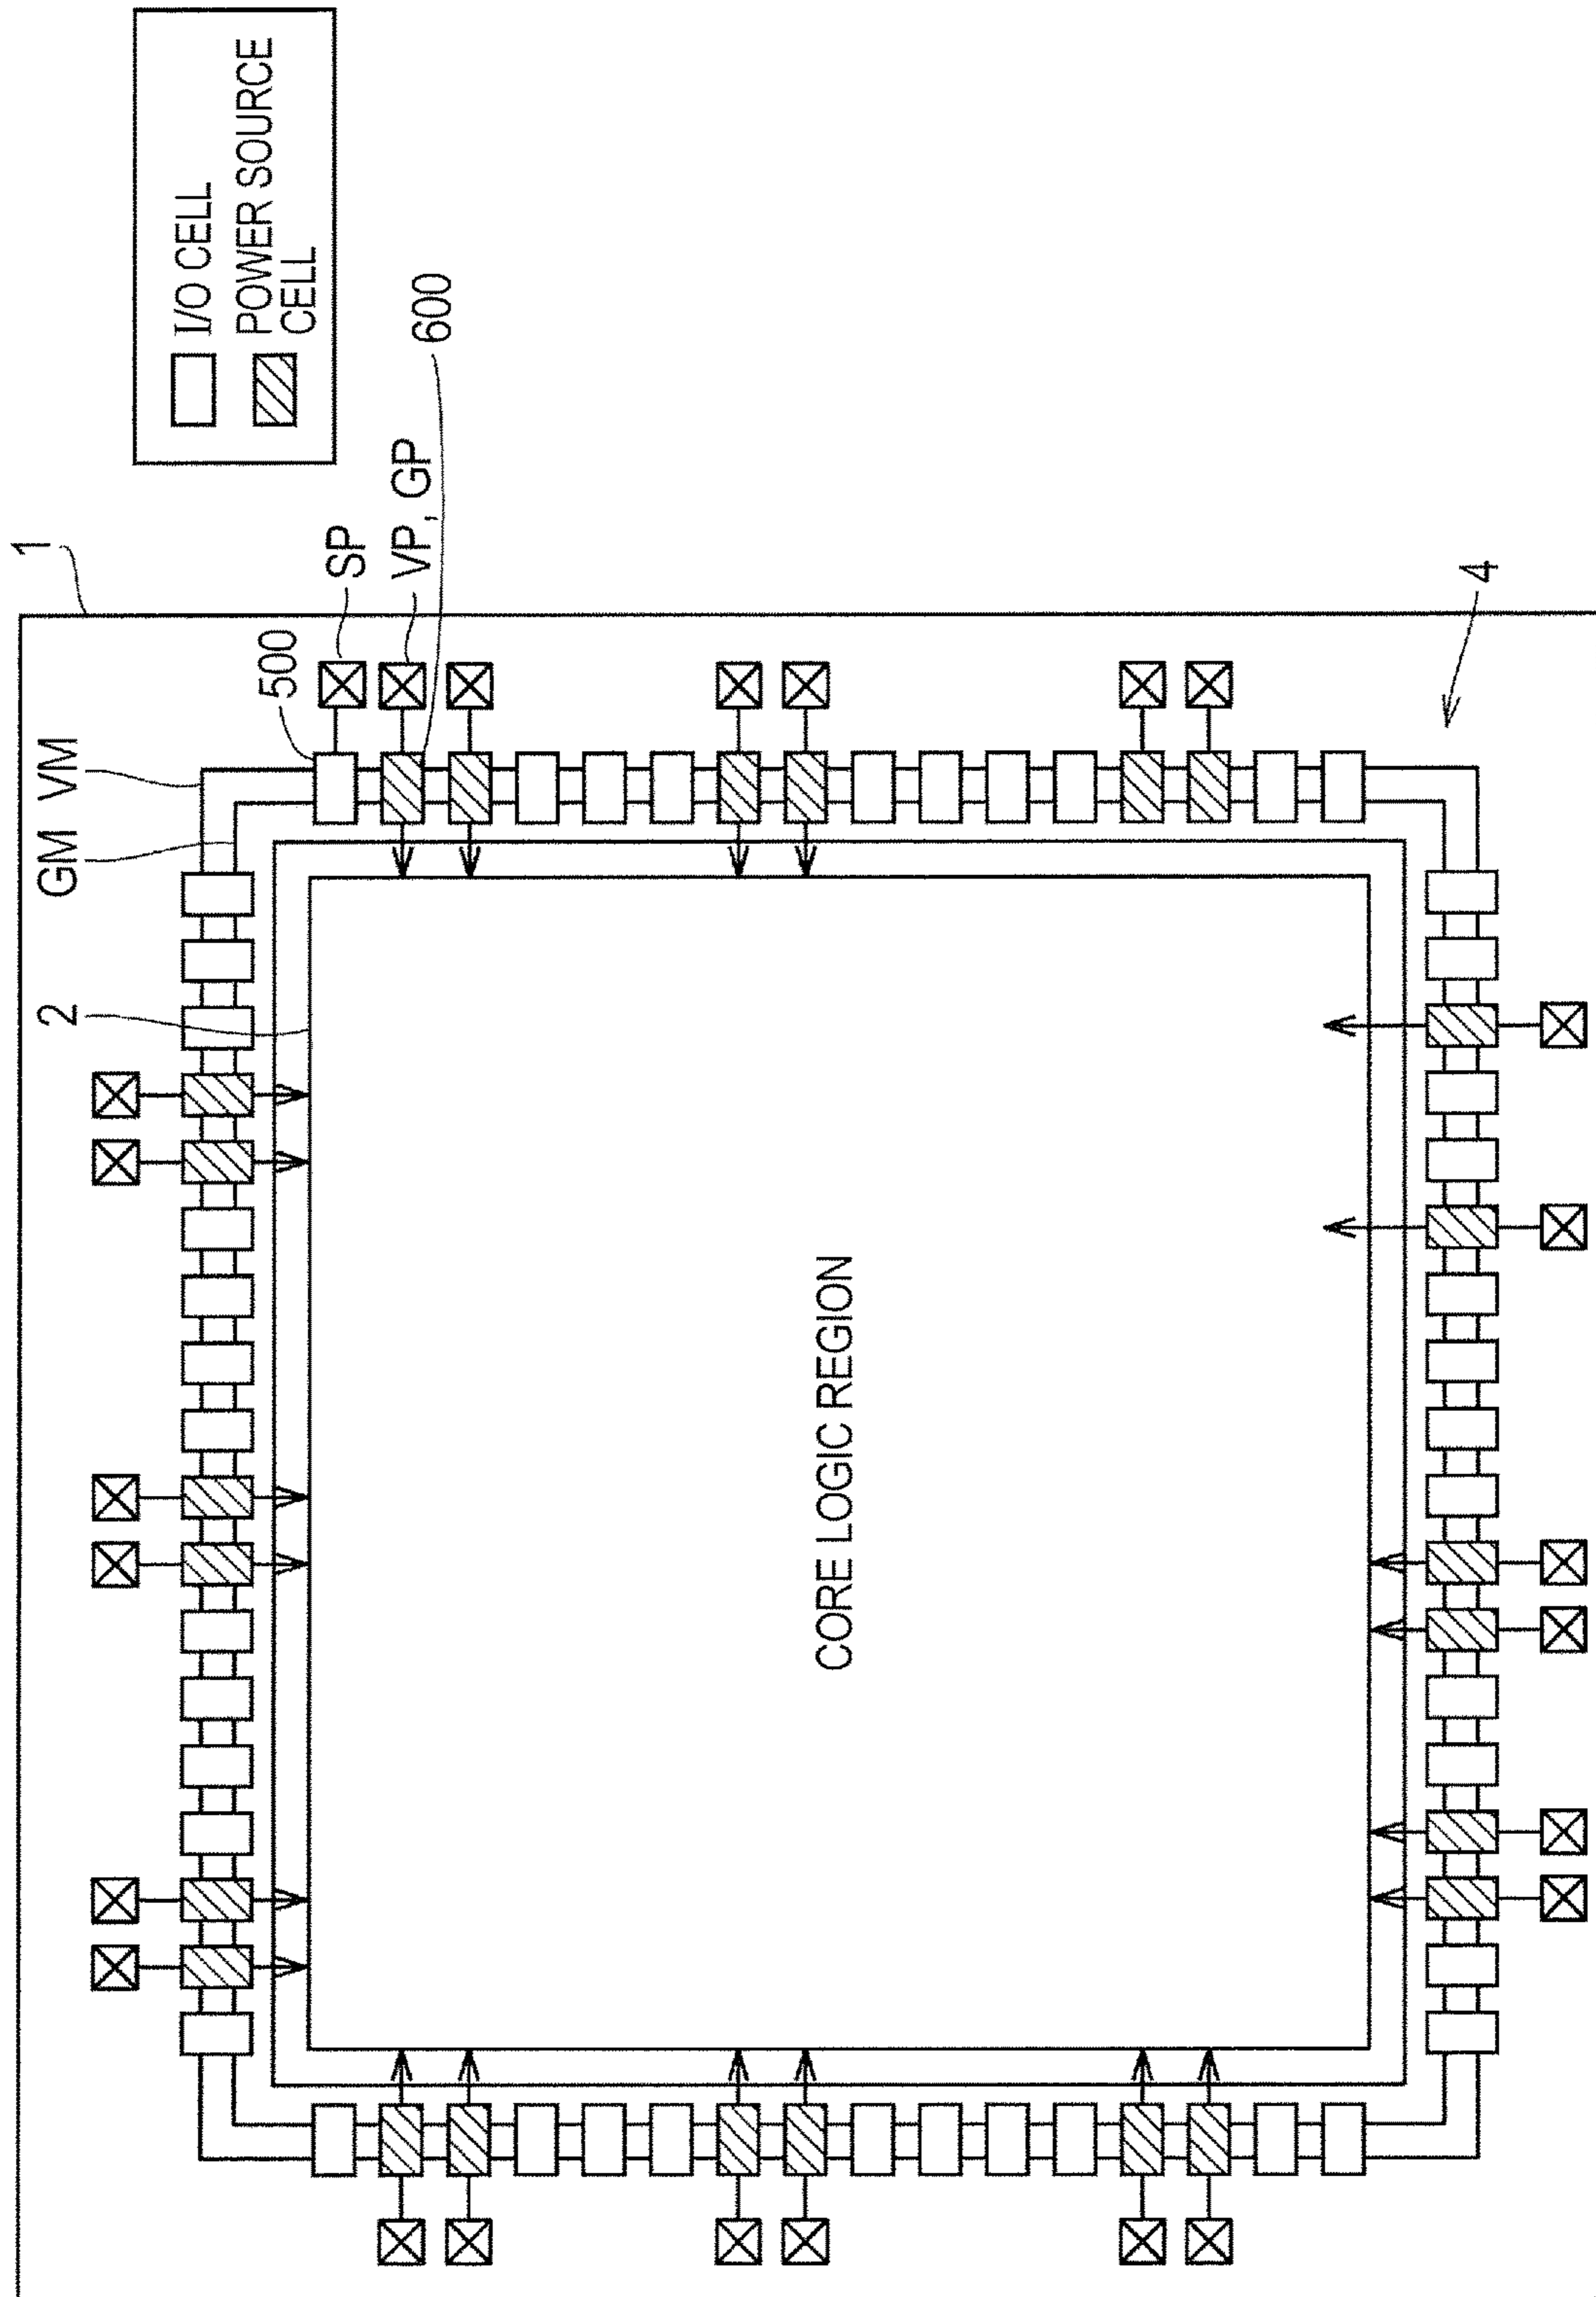 I/O CELL
POWER SOURCE
CELL
1
SP
VP, GP
600
500
GM VM
2
4
CORE LOGIC REGION